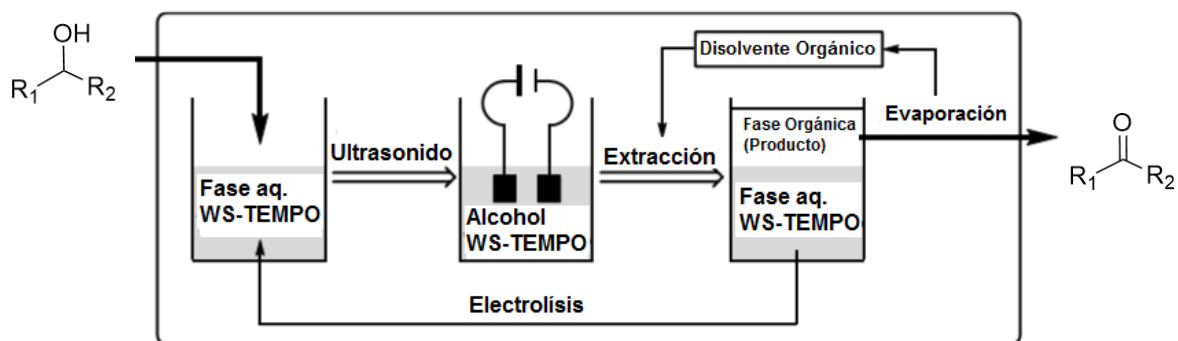 OH
R1 R2
Fase aq.
WS-TEMPO
Ultrasonido
Alcohol
WS-TEMPO
Extracción
Disolvente Orgánico
Fase Orgánica
(Producto)
Fase aq.
WS-TEMPO
Evaporación
O
R1 R2
Electrolísis